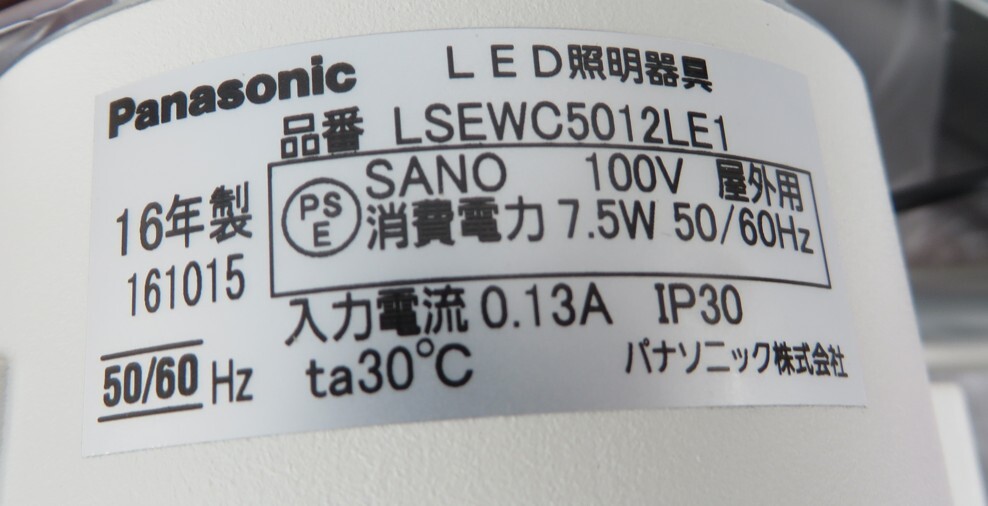 Panasonic LED照明器具
品番 LSEWC5012LE1
16年製
161015
PS
E
SANO 100V 屋外用
消費電力 7.5W 50/60Hz
入力電流 0.13A IP30
50/60 Hz
ta30℃
パナソニック株式会社